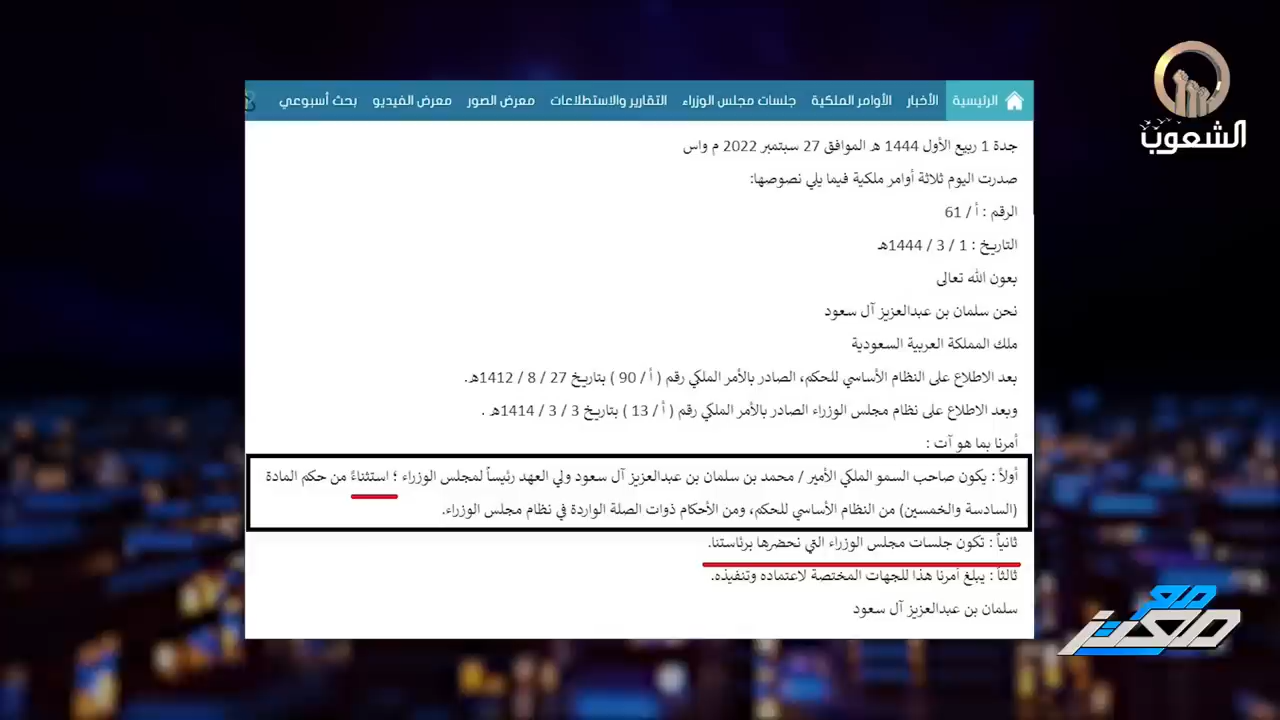 الشعوب
الرئيسية الأخبار الأوامر الملكية جلسات مجلس الوزراء التقارير والاستطلاعات معرض الصور معرض الفيديو بحث أسبوعي
جدة 1 ربيع الأول 1444 هـ الموافق 27 سبتمبر 2022 م واس
صدرت اليوم ثلاثة أوامر ملكية فيما يلي نصوصها:
الرقم : أ / 61
التاريخ : 1 / 3 / 1444هـ
بعون الله تعالى
نحن سلمان بن عبدالعزيز آل سعود
ملك المملكة العربية السعودية
بعد الاطلاع على النظام الأساسي للحكم، الصادر بالأمر الملكي رقم ( أ / 90 ) بتاريخ 27 / 8 / 1412هـ.
وبعد الاطلاع على نظام مجلس الوزراء الصادر بالأمر الملكي رقم ( أ / 13 ) بتاريخ 3 / 3 / 1414هـ .
أمرنا بما هو آت :
أولاً : يكون صاحب السمو الملكي الأمير / محمد بن سلمان بن عبدالعزيز آل سعود ولي العهد رئيساً لمجلس الوزراء ؛ استثناءً من حكم المادة
(السادسة والخمسين) من النظام الأساسي للحكم، ومن الأحكام ذوات الصلة الواردة في نظام مجلس الوزراء.
ثانياً : تكون جلسات مجلس الوزراء التي نحضرها برئاستنا.
ثالثاً : يبلغ أمرنا هذا للجهات المختصة لاعتماده وتنفيذه.
سلمان بن عبدالعزيز آل سعود
مع
معتز